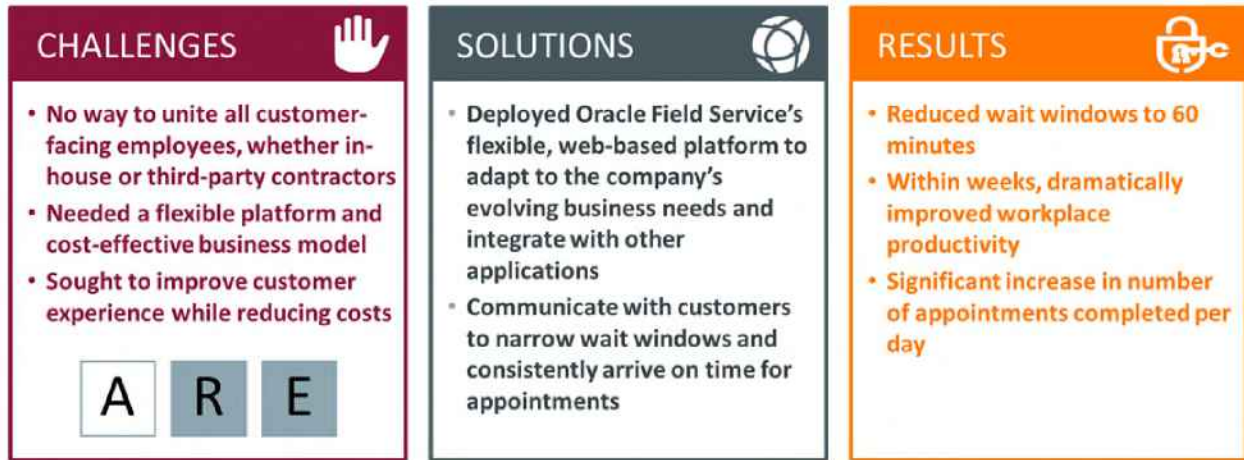 CHALLENGES
• No way to unite all customer-
facing employees, whether in-
house or third-party contractors
• Needed a flexible platform and
cost-effective business model
• Sought to improve customer
experience while reducing costs
A R E
SOLUTIONS
• Deployed Oracle Field Service's
flexible, web-based platform to
adapt to the company's
evolving business needs and
integrate with other
applications
• Communicate with customers
to narrow wait windows and
consistently arrive on time for
appointments
RESULTS
• Reduced wait windows to 60
minutes
• Within weeks, dramatically
improved workplace
productivity
• Significant increase in number
of appointments completed per
day